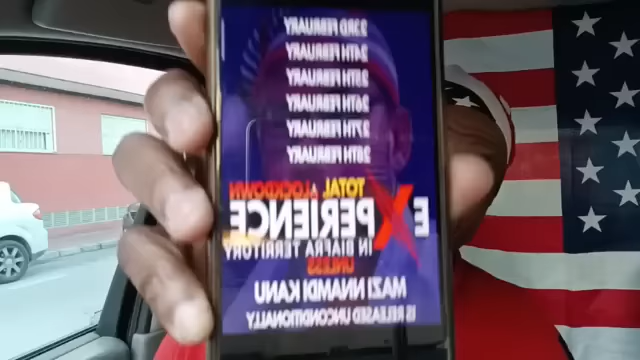 23RD FEBRUARY
24TH FEBRUARY
25TH FEBRUARY
26TH FEBRUARY
27TH FEBRUARY
28TH FEBRUARY
TOTAL LOCKDOWN
EXPERIENCE
IN BIAFRA TERRITORY
UNLESS
MAZI NNAMDI KANU
IS RELEASED UNCONDITIONALLY